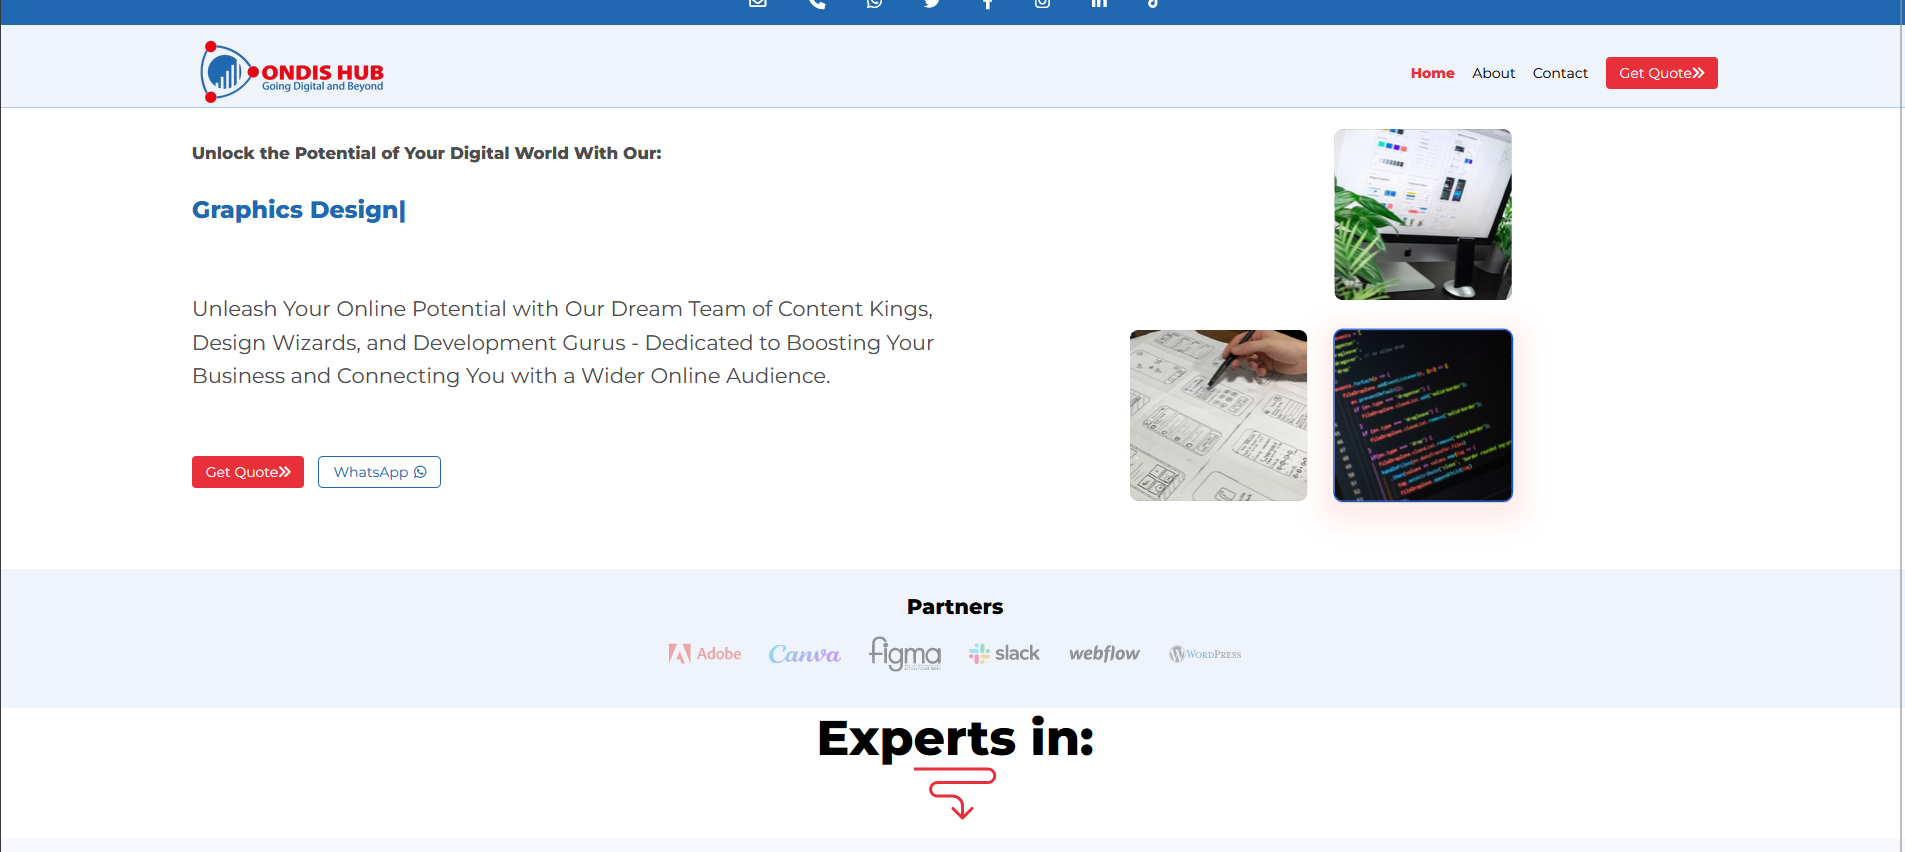 ONDIS HUB
Going Digital and Beyond
Home About Contact Get Quote
Unlock the Potential of Your Digital World With Our:
Graphics Design|
Unleash Your Online Potential with Our Dream Team of Content Kings,
Design Wizards, and Development Gurus - Dedicated to Boosting Your
Business and Connecting You with a Wider Online Audience.
Get Quote WhatsApp
Partners
Adobe Canva figma slack webflow WordPress
Experts in: